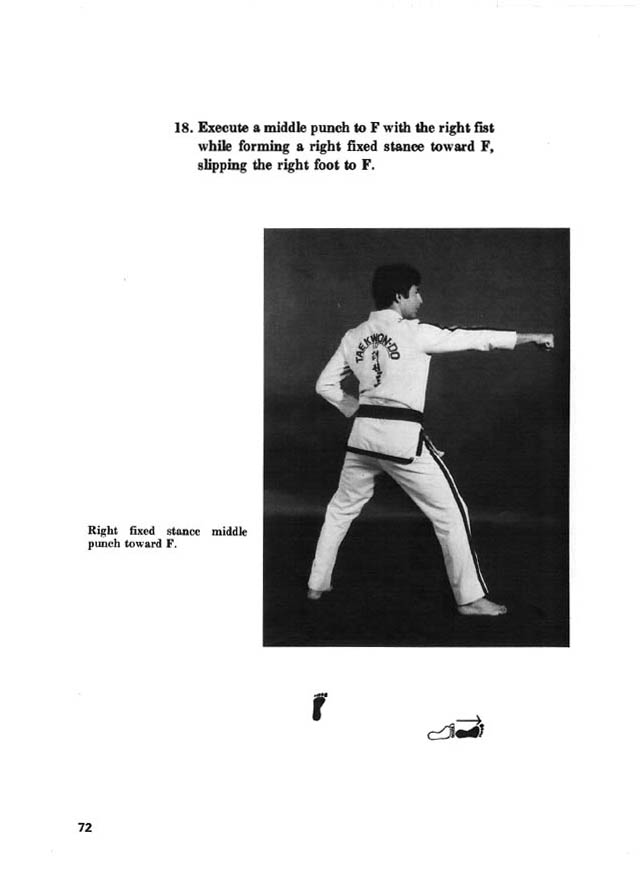 18. Execute a middle punch to F with the right fist
while forming a right fixed stance toward F,
slipping the right foot to F.
TAEKWON-DO
Right fixed stance middle
punch toward F.
72